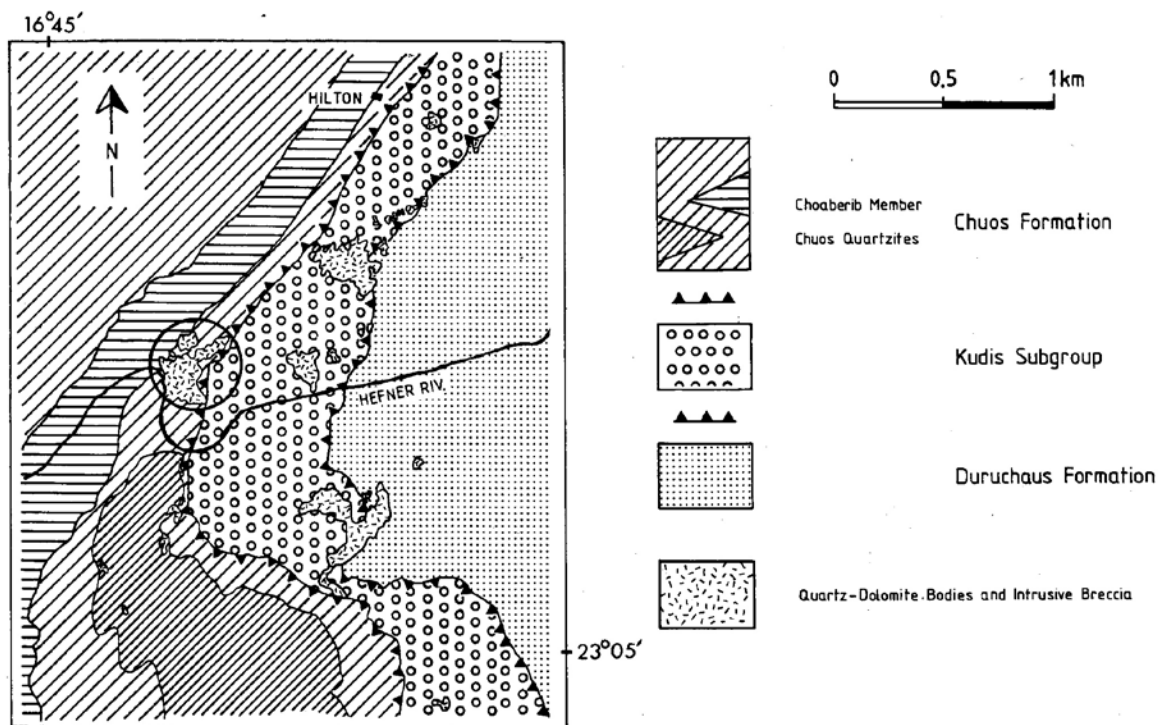 16°45′
N
HILTON
HEFNER RIV.
23°05′
0 0,5 1km
Choaberib Member
Chuos Quartzites
Chuos Formation
Kudis Subgroup
Duruchaus Formation
Quartz-Dolomite Bodies and Intrusive Breccia